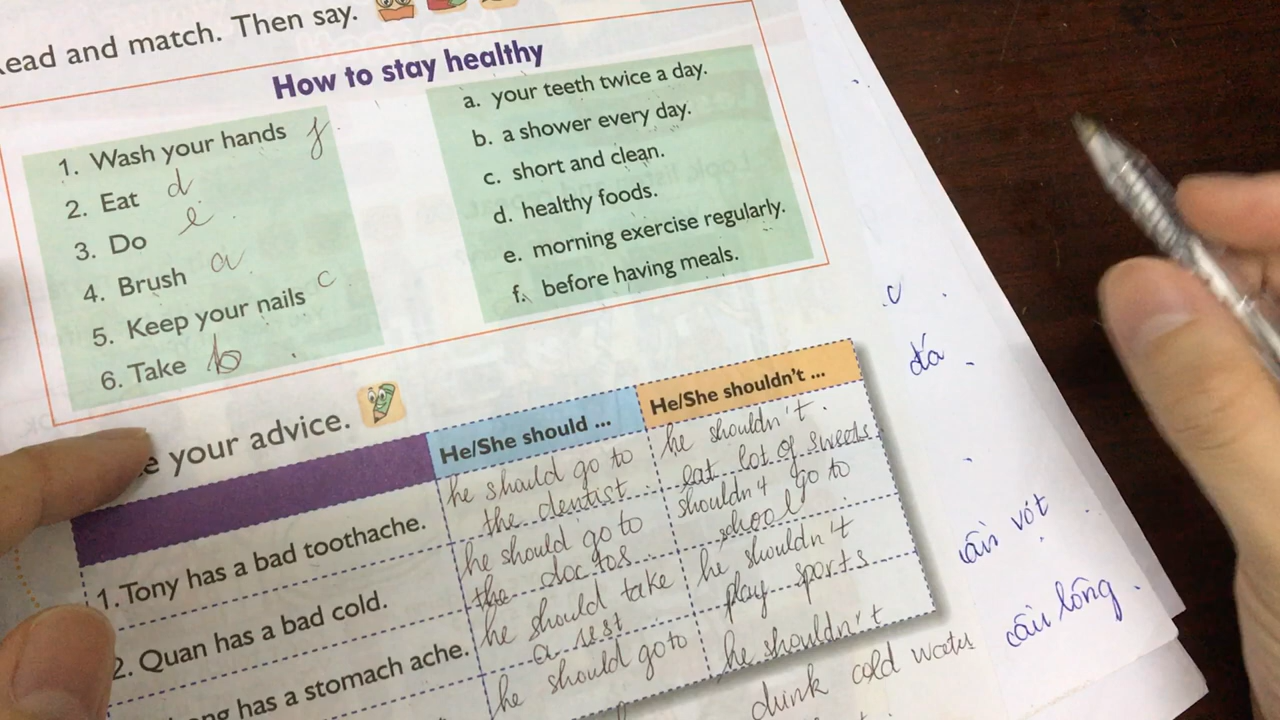 ead and match. Then say.
How to stay healthy
1. Wash your hands f
2. Eat d
3. Do e
4. Brush a
5. Keep your nails c
6. Take b
a. your teeth twice a day.
b. a shower every day.
c. short and clean.
d. healthy foods.
e. morning exercise regularly.
f. before having meals.
e your advice.
He/She should ...
He/She shouldn't ...
1. Tony has a bad toothache.
he should go to
the dentist.
he shouldn't
eat lot of sweets.
2. Quan has a bad cold.
he should go to
the doctos
shouldn't go to
school
ng has a stomach ache.
he should take
a rest
he shouldn't
play sports
he should go to
he shouldn't
drink cold wates
c
đá
vót
cầu lông.